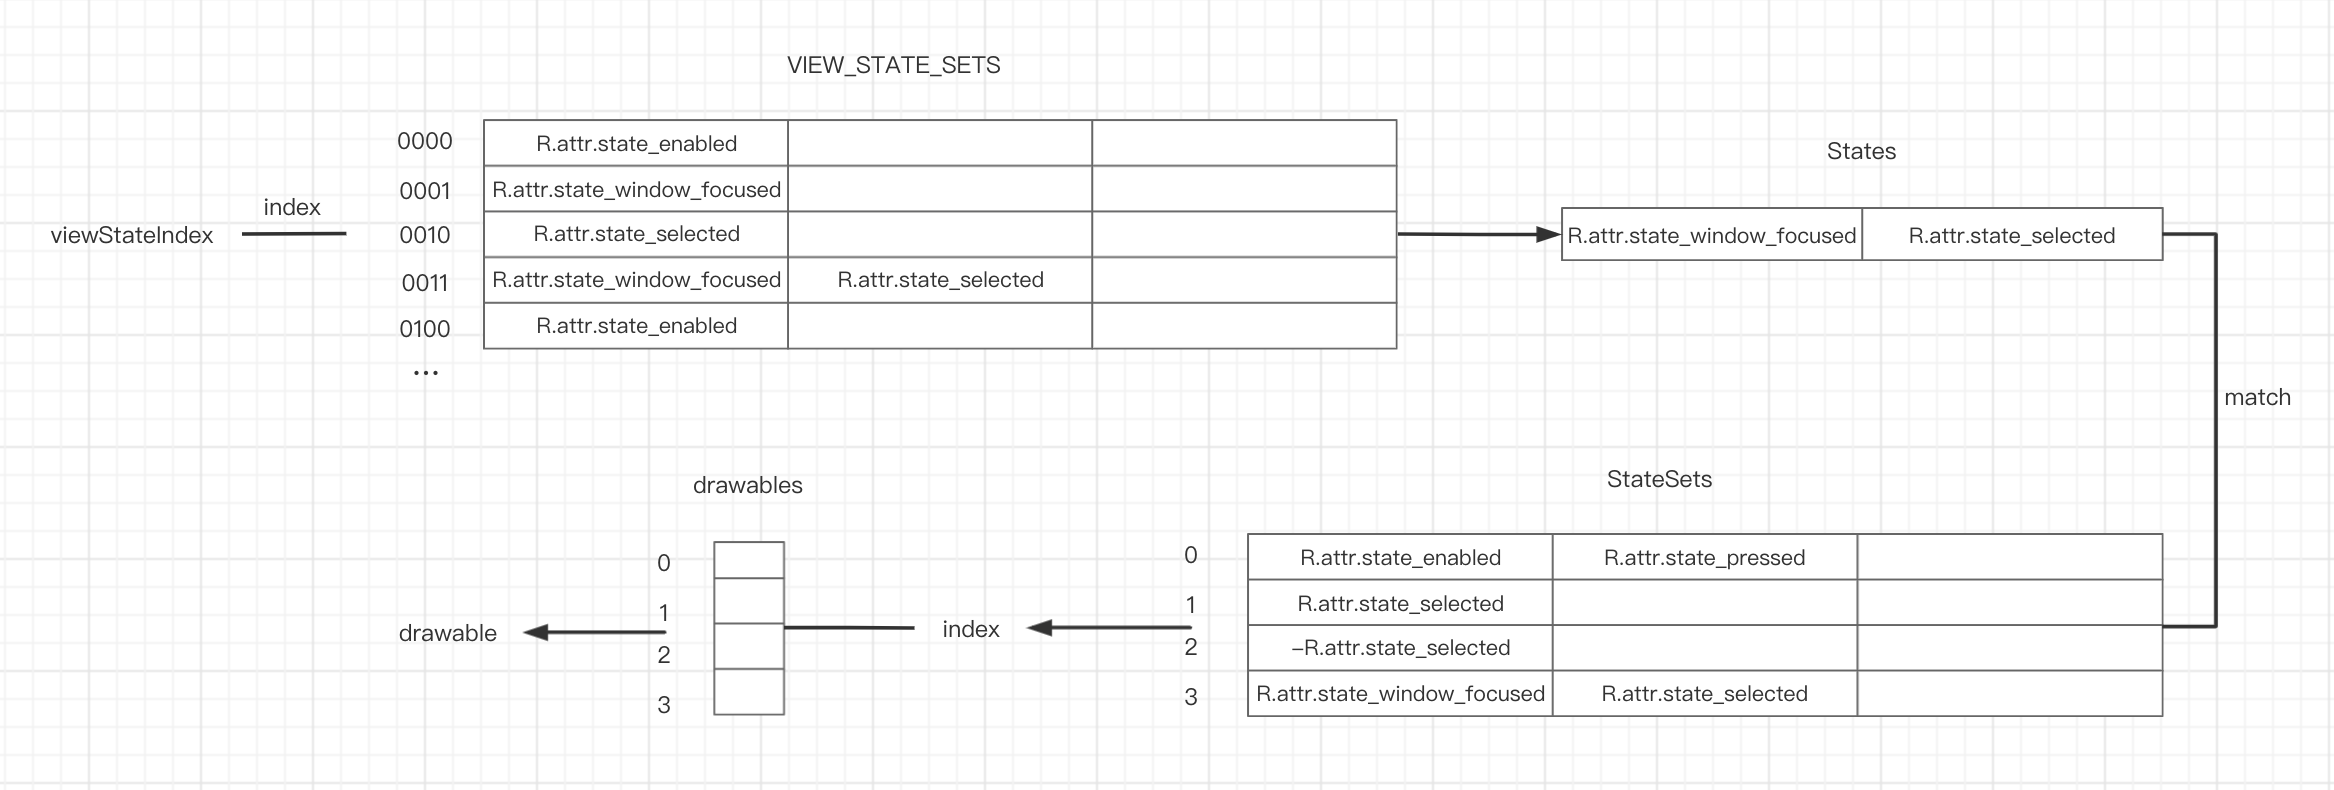 VIEW_STATE_SETS
0000 R.attr.state_enabled
0001 R.attr.state_window_focused
0010 R.attr.state_selected
0011 R.attr.state_window_focused R.attr.state_selected
0100 R.attr.state_enabled
...
viewStateIndex
index
States
R.attr.state_window_focused R.attr.state_selected
match
StateSets
0 R.attr.state_enabled R.attr.state_pressed
1 R.attr.state_selected
2 –R.attr.state_selected
3 R.attr.state_window_focused R.attr.state_selected
index
drawables
0
1
2
3
drawable